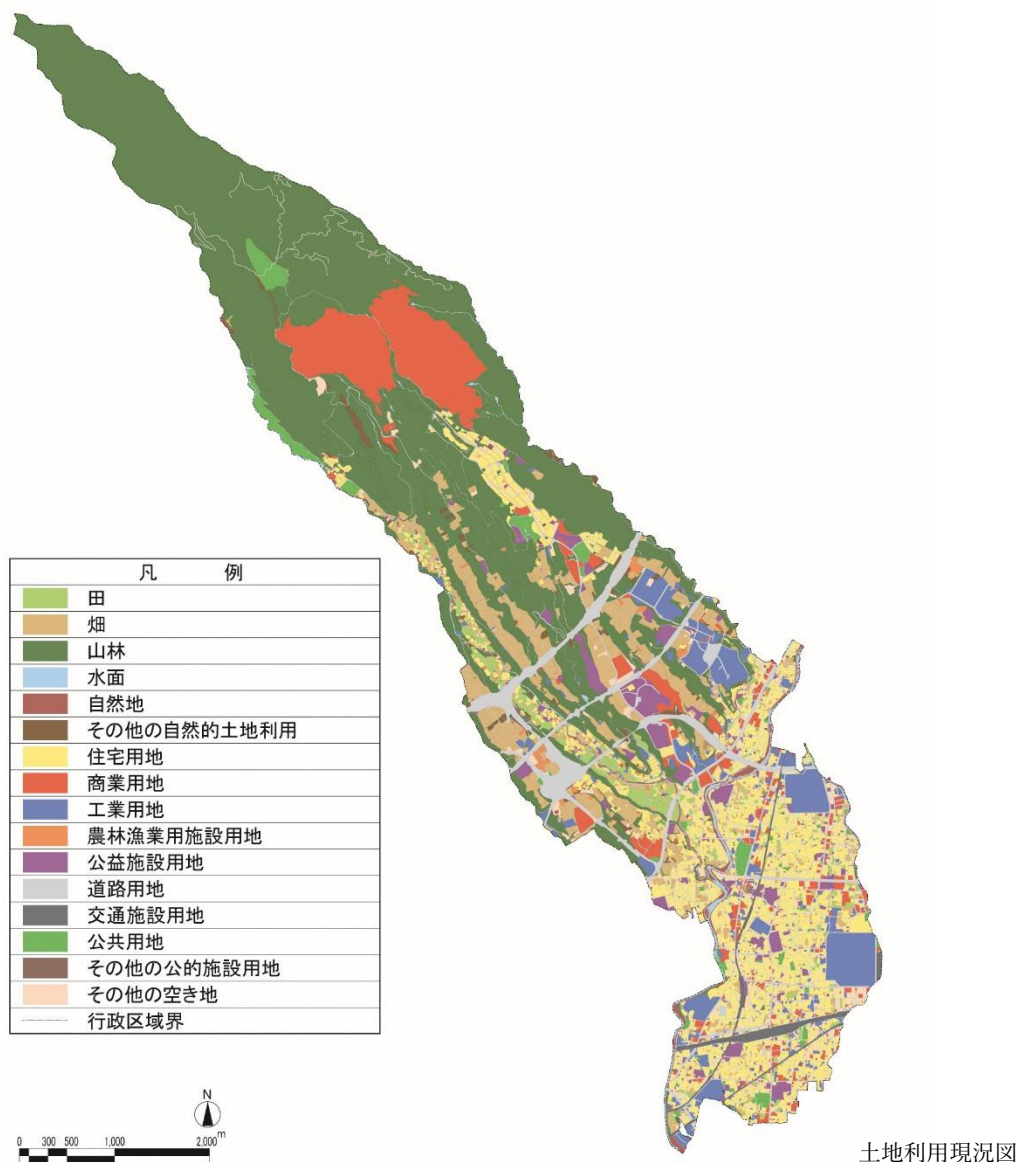 凡 例
田
畑
山林
水面
自然地
その他の自然的土地利用
住宅用地
商業用地
工業用地
農林漁業用施設用地
公益施設用地
道路用地
交通施設用地
公共用地
その他の公的施設用地
その他の空き地
行政区域界
N
0 300 500 1,000 2,000 m
土地利用現況図